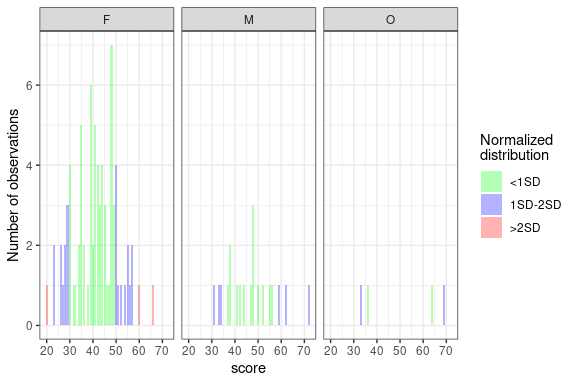 F
M
O
Number of observations
6
4
2
0
20 30 40 50 60 70
20 30 40 50 60 70
20 30 40 50 60 70
score
Normalized
distribution
<1SD
1SD-2SD
>2SD